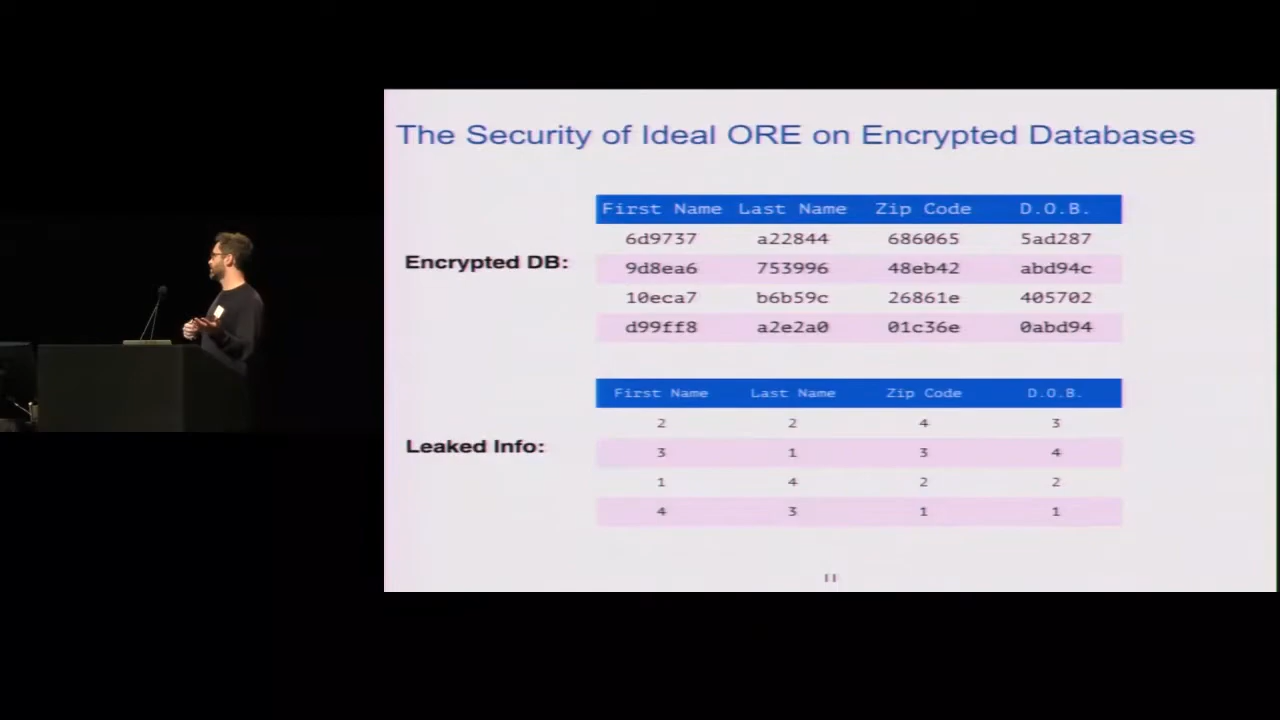 The Security of Ideal ORE on Encrypted Databases
First Name Last Name Zip Code D.O.B.
6d9737 a22844 686065 5ad287
Encrypted DB:
9d8ea6 753996 48eb42 abd94c
10eca7 b6b59c 26861e 405702
d99ff8 a2e2a0 01c36e 0abd94
First Name Last Name Zip Code D.O.B.
2 2 4 3
Leaked Info:
3 1 3 4
1 4 2 2
4 3 1 1
11